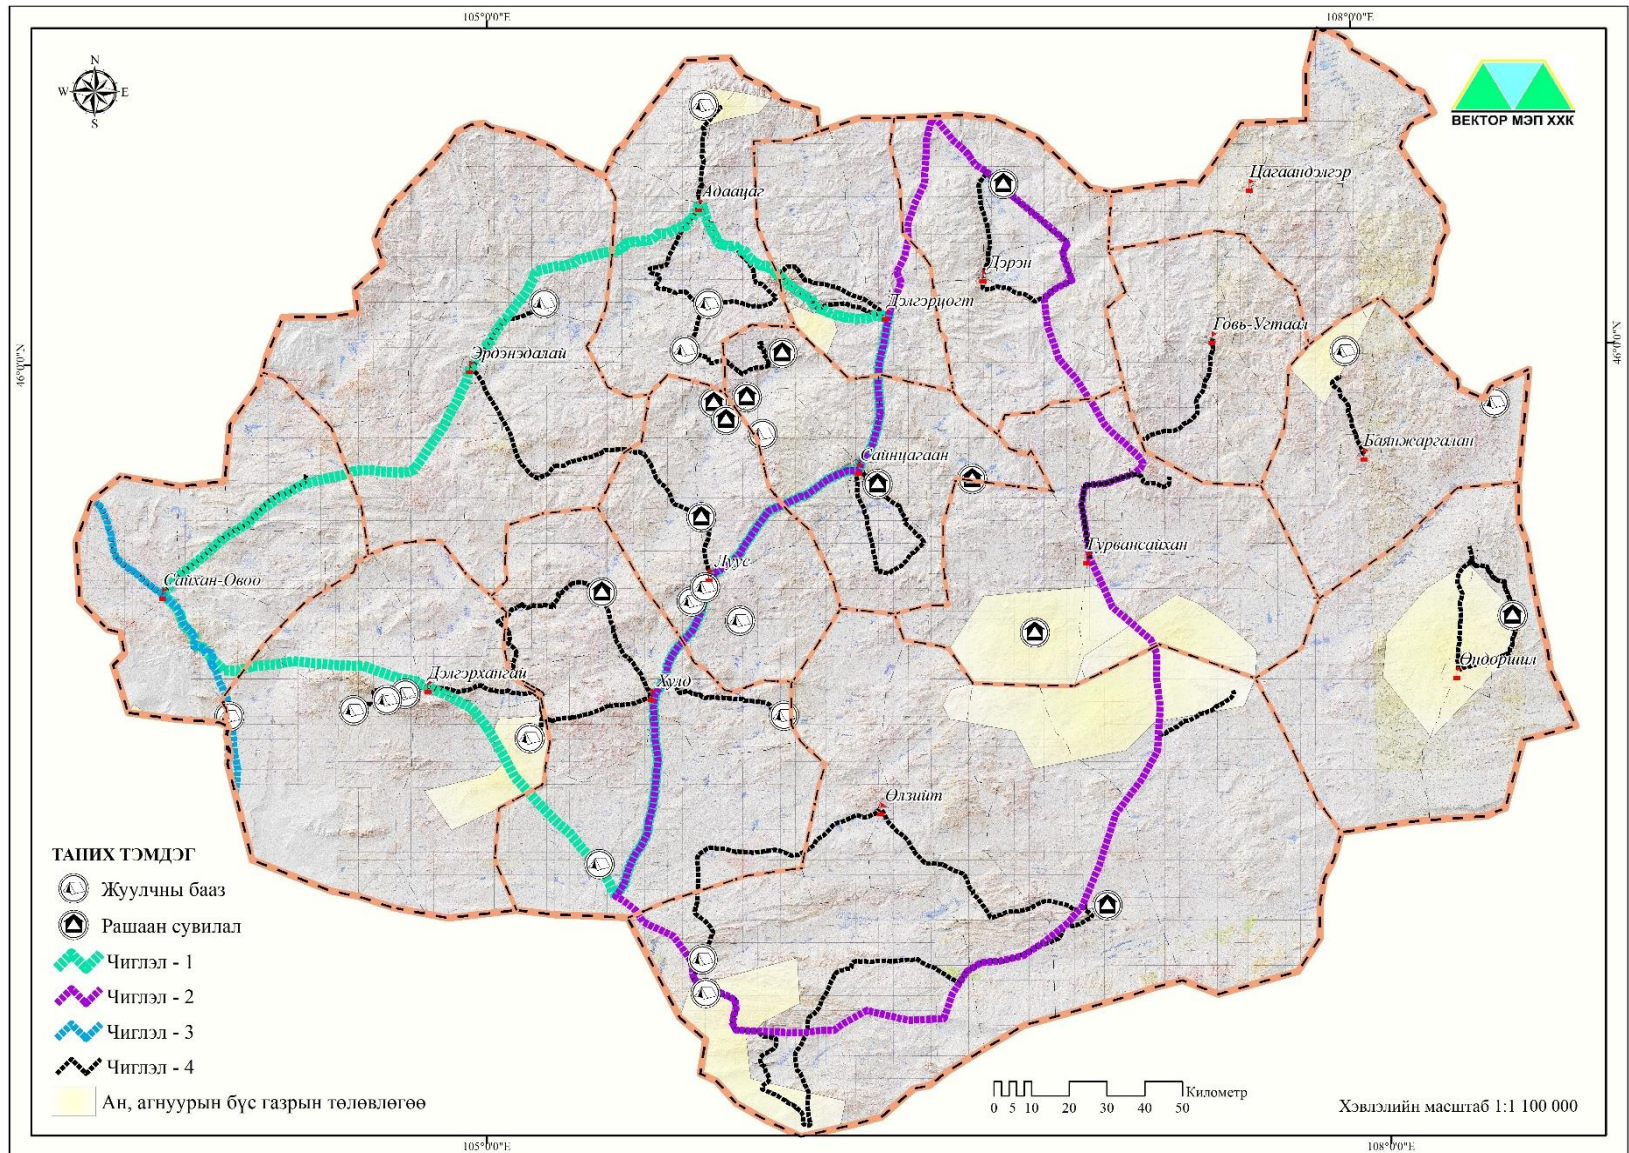 105°0'0"E
108°0'0"E
N
W
E
S
ВЕКТОР МЭП ХХК
Цагаандэлгэр
Адаацаг
Дэрэн
Дэлгэрцогт
Говь-Угтаал
46°0'0"N
46°0'0"N
Эрдэнэдалай
Баянжаргалан
Сайнцагаан
Гурвансайхан
Луус
Сайхан-Овоо
Өндөршил
Дэлгэрхангай
Хулд
Өлзийт
ТАНИХ ТЭМДЭГ
Жуулчны бааз
Рашаан сувилал
Чиглэл - 1
Чиглэл - 2
Чиглэл - 3
Чиглэл - 4
Ан, агнуурын бүс газрын төлөвлөгөө
Километр
0 5 10 20 30 40 50
Хэвлэлийн масштаб 1:1 100 000
105°0'0"E
108°0'0"E